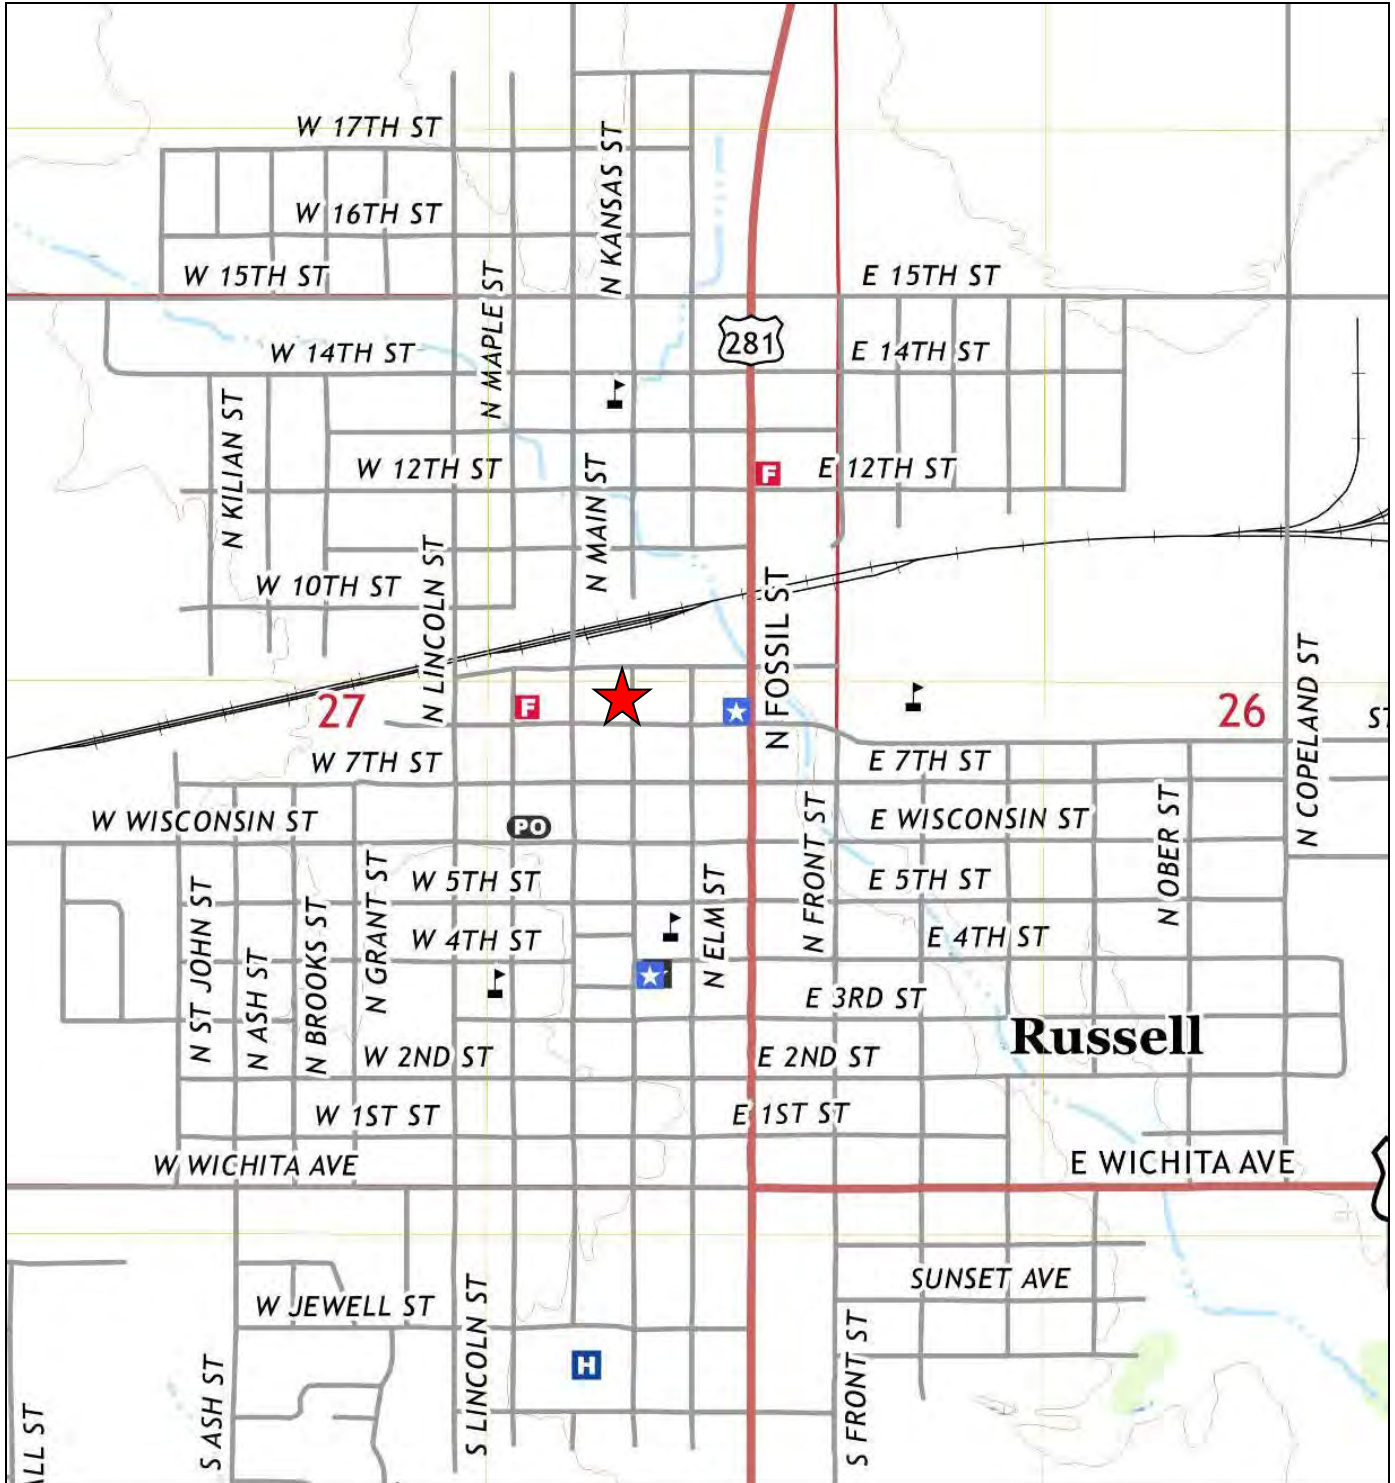 W 17TH ST
N KANSAS ST
W 16TH ST
W 15TH ST
E 15TH ST
N MAPLE ST
281
W 14TH ST
E 14TH ST
N KILIAN ST
W 12TH ST
N MAIN ST
F
E 12TH ST
N LINCOLN ST
W 10TH ST
N FOSSIL ST
N COPELAND ST
27
F
26
ST
W 7TH ST
E 7TH ST
W WISCONSIN ST
PO
N FRONT ST
E WISCONSIN ST
N OBER ST
N ST JOHN ST
N ASH ST
N BROOKS ST
N GRANT ST
W 5TH ST
N ELM ST
E 5TH ST
W 4TH ST
E 4TH ST
E 3RD ST
Russell
W 2ND ST
E 2ND ST
W 1ST ST
E 1ST ST
W WICHITA AVE
E WICHITA AVE
SUNSET AVE
W JEWELL ST
S LINCOLN ST
S FRONT ST
H
S ASH ST
ALL ST